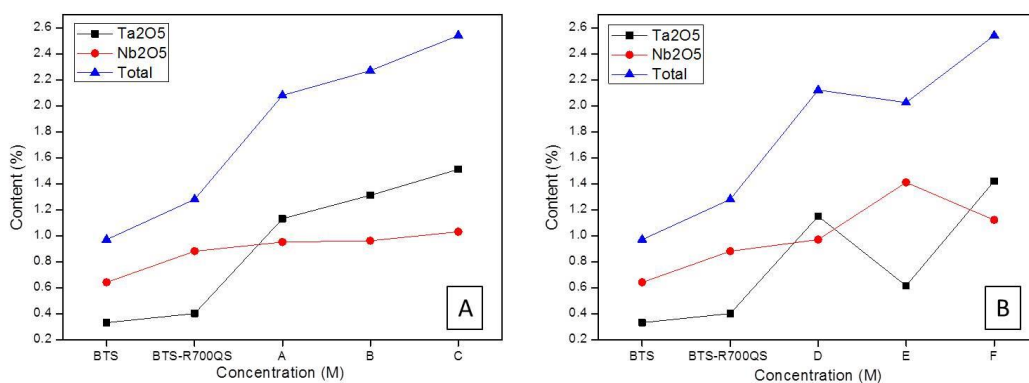 Ta2O5
Nb2O5
Total
Content (%)
2.6
2.4
2.2
2.0
1.8
1.6
1.4
1.2
1.0
0.8
0.6
0.4
0.2
BTS
BTS-R700QS
A
B
C
Concentration (M)
A
Ta2O5
Nb2O5
Total
Content (%)
2.6
2.4
2.2
2.0
1.8
1.6
1.4
1.2
1.0
0.8
0.6
0.4
0.2
BTS
BTS-R700QS
D
E
F
Concentration (M)
B